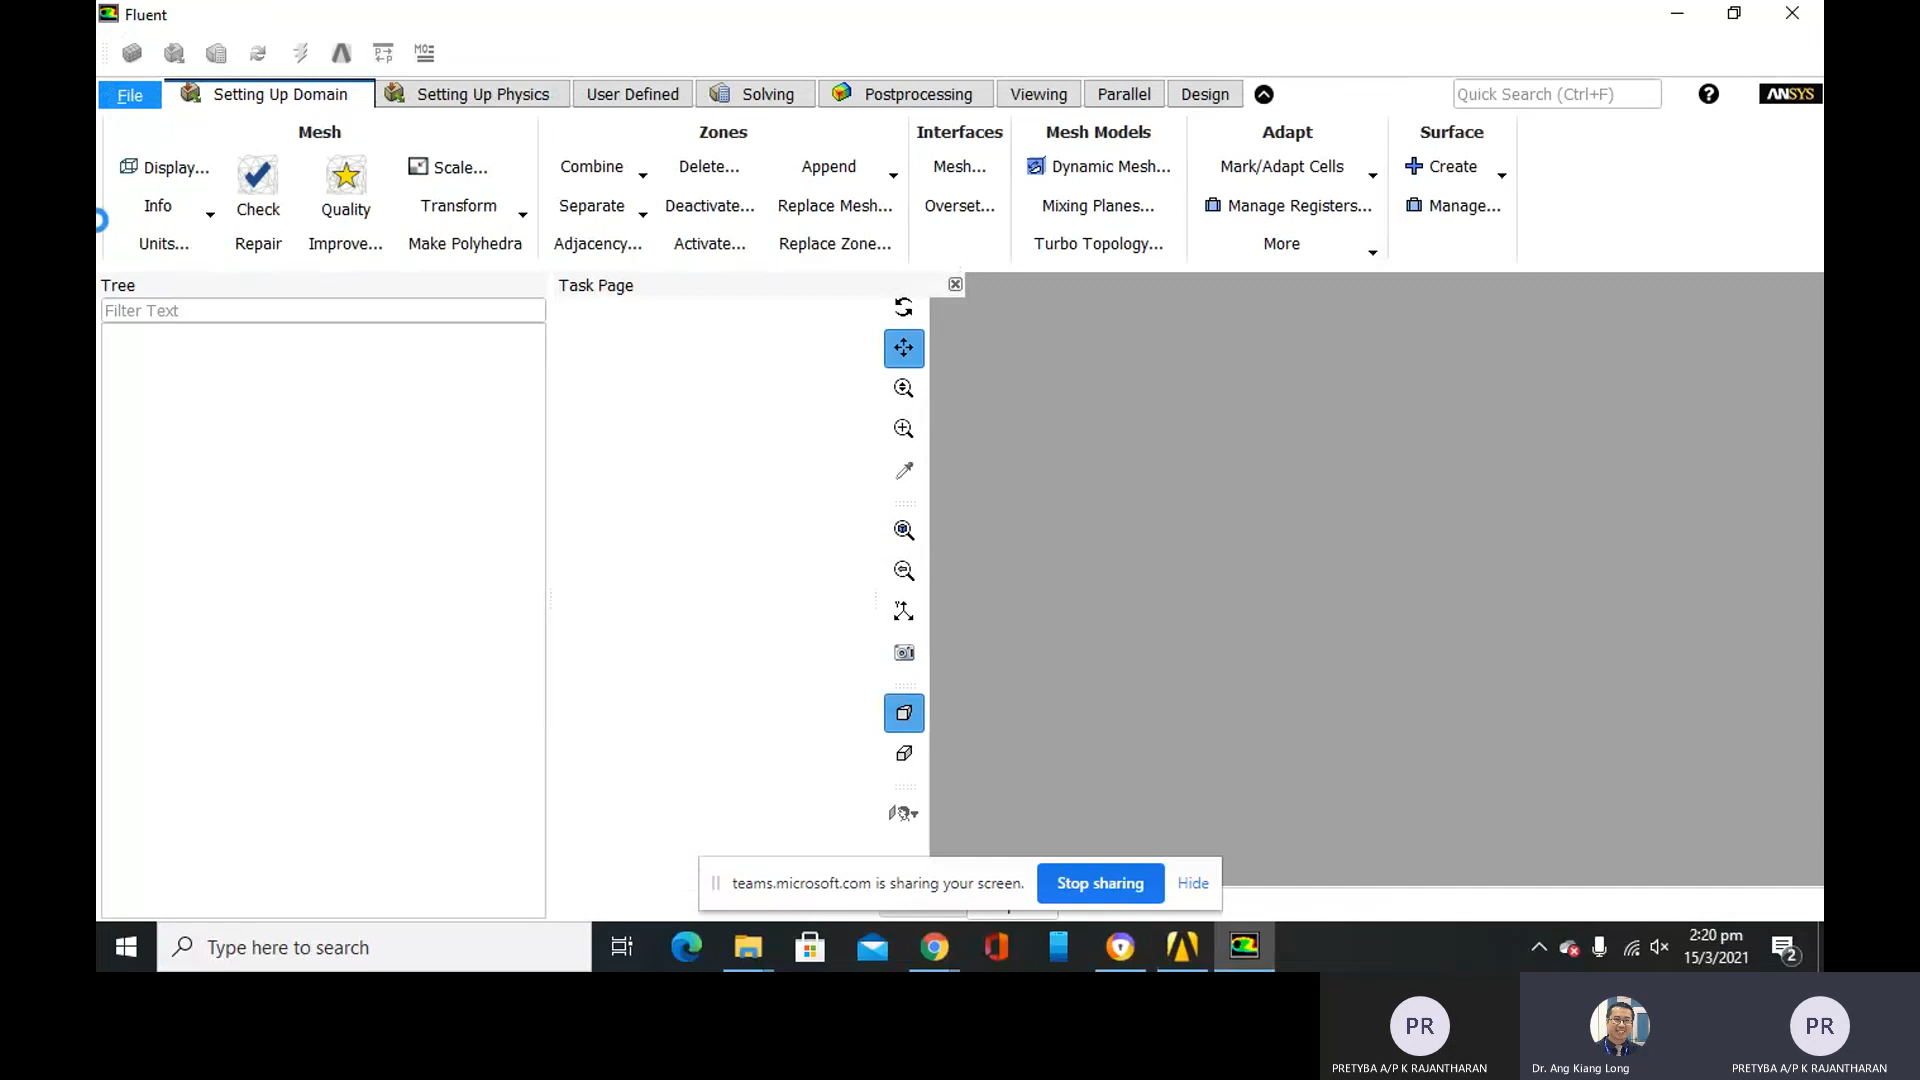 Fluent
File
Setting Up Domain
Setting Up Physics
User Defined
Solving
Postprocessing
Viewing
Parallel
Design
Quick Search (Ctrl+F)
ANSYS
Mesh
Display...
Info
Units...
Check
Repair
Quality
Improve...
Scale...
Transform
Make Polyhedra
Zones
Combine
Separate
Adjacency...
Delete...
Deactivate...
Activate...
Append
Replace Mesh...
Replace Zone...
Interfaces
Mesh...
Overset...
Mesh Models
Dynamic Mesh...
Mixing Planes...
Turbo Topology...
Adapt
Mark/Adapt Cells
Manage Registers...
More
Surface
Create
Manage...
Tree
Filter Text
Task Page
teams.microsoft.com is sharing your screen.
Stop sharing
Hide
Type here to search
2:20 pm
15/3/2021
2
PR
PRETYBA A/P K RAJANTHARAN
Dr. Ang Kiang Long
PR
PRETYBA A/P K RAJANTHARAN